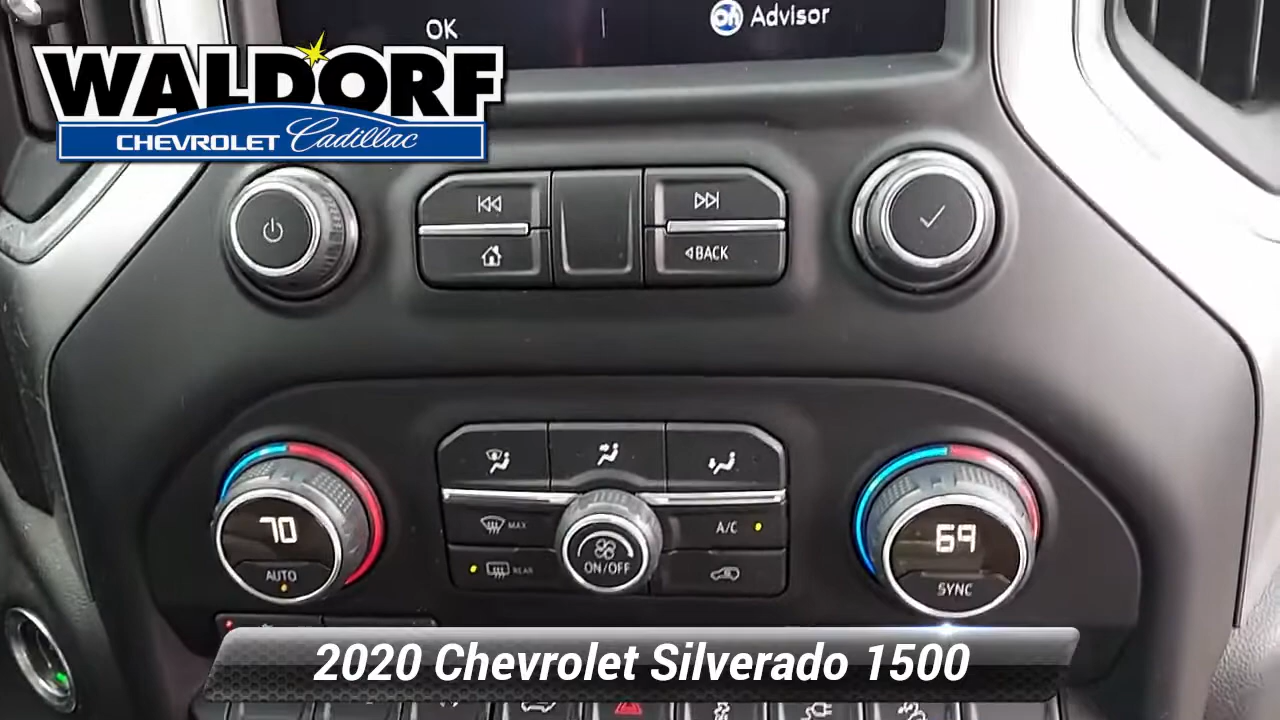 OK
Advisor
WALDORF
CHEVROLET Cadillac
BACK
70
AUTO
MAX
REAR
ON/OFF
A/C
69
SYNC
2020 Chevrolet Silverado 1500